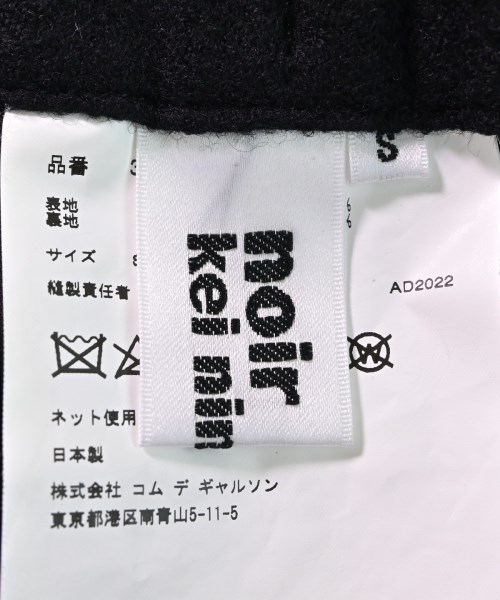 品番
表地
裏地
サイズ
縫製責任者
AD2022
ネット使用
日本製
株式会社 コム デ ギャルソン
東京都港区南青山5-11-5
noir
kei nin
S